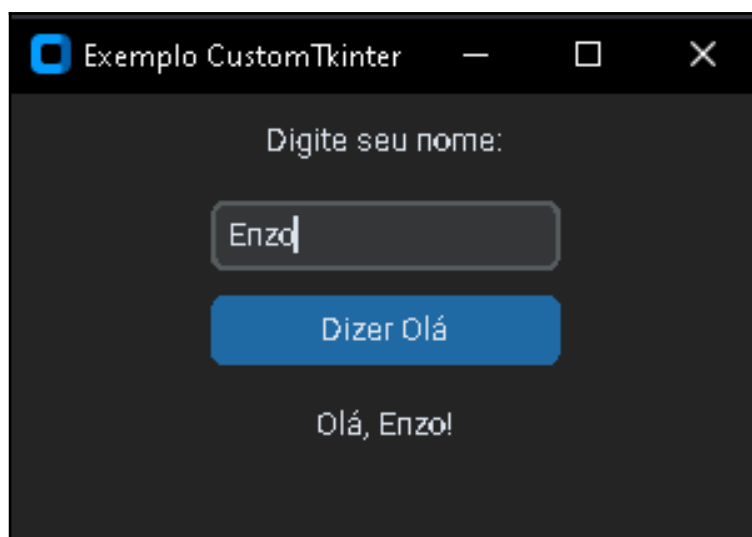 Exemplo CustomTkinter
Digite seu nome:
Enzo
Dizer Olá
Olá, Enzo!